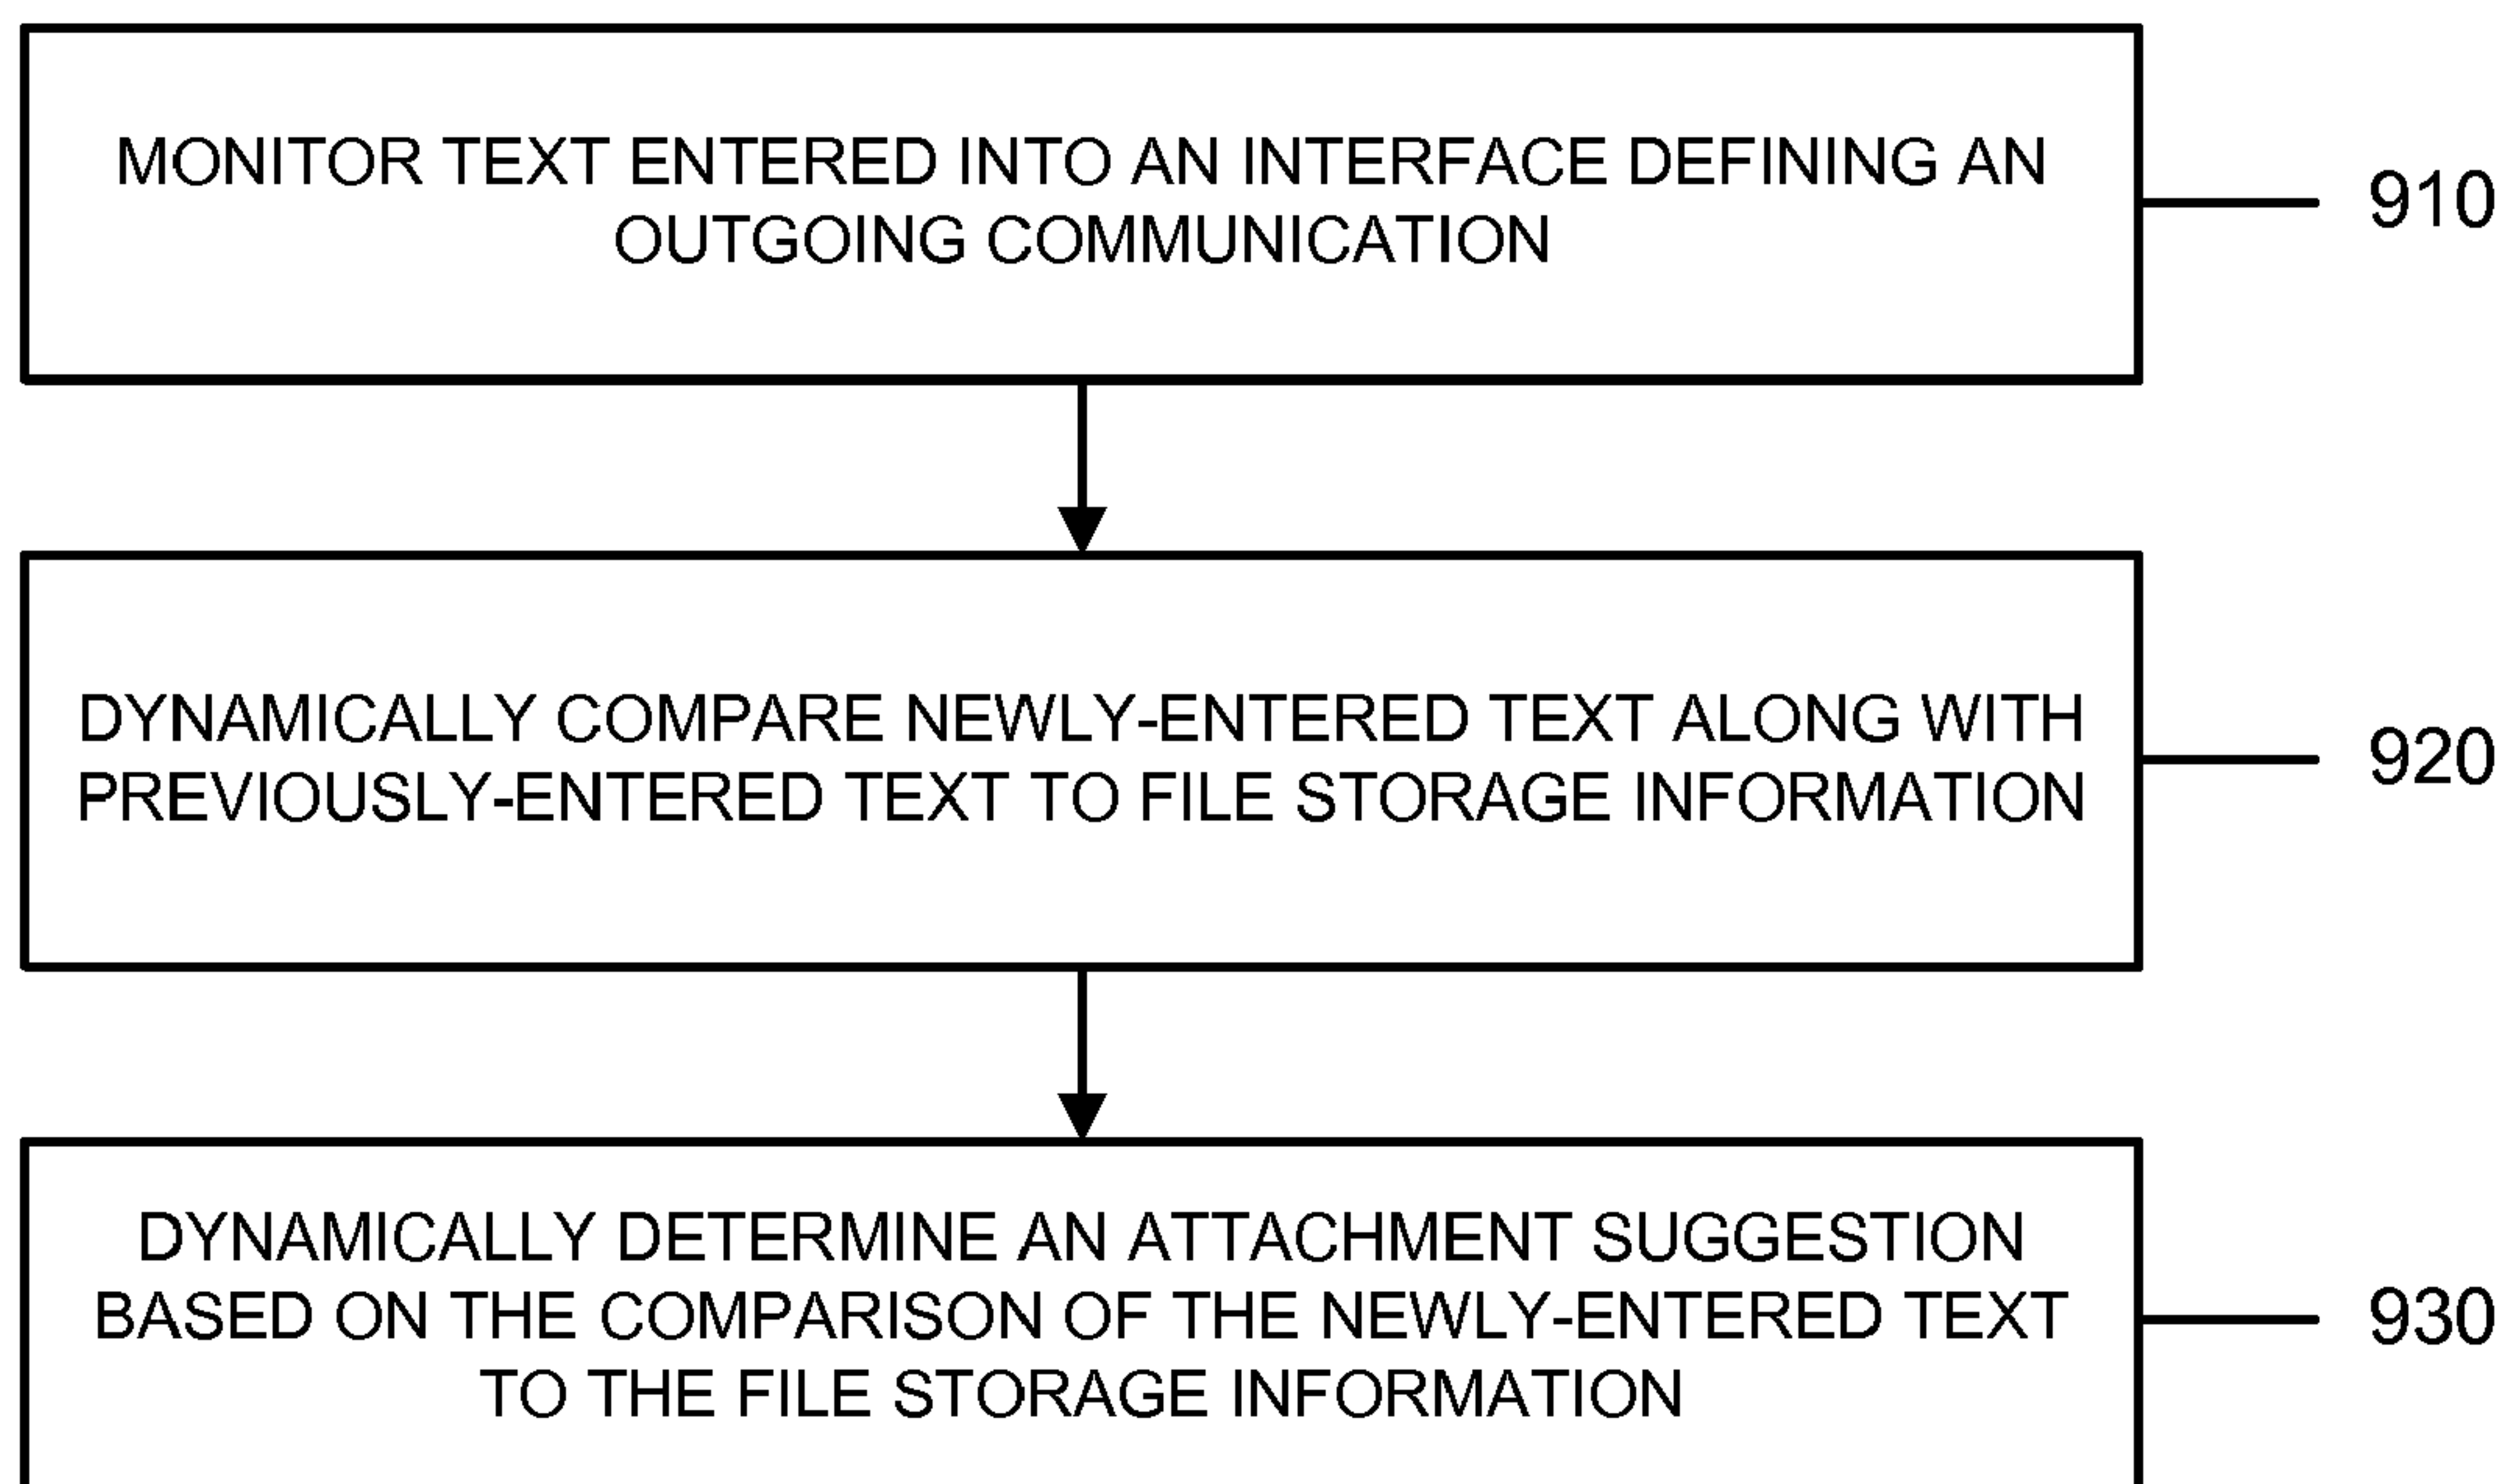 MONITOR TEXT ENTERED INTO AN INTERFACE DEFINING AN
OUTGOING COMMUNICATION
910
DYNAMICALLY COMPARE NEWLY-ENTERED TEXT ALONG WITH
PREVIOUSLY-ENTERED TEXT TO FILE STORAGE INFORMATION
920
DYNAMICALLY DETERMINE AN ATTACHMENT SUGGESTION
BASED ON THE COMPARISON OF THE NEWLY-ENTERED TEXT
TO THE FILE STORAGE INFORMATION
930